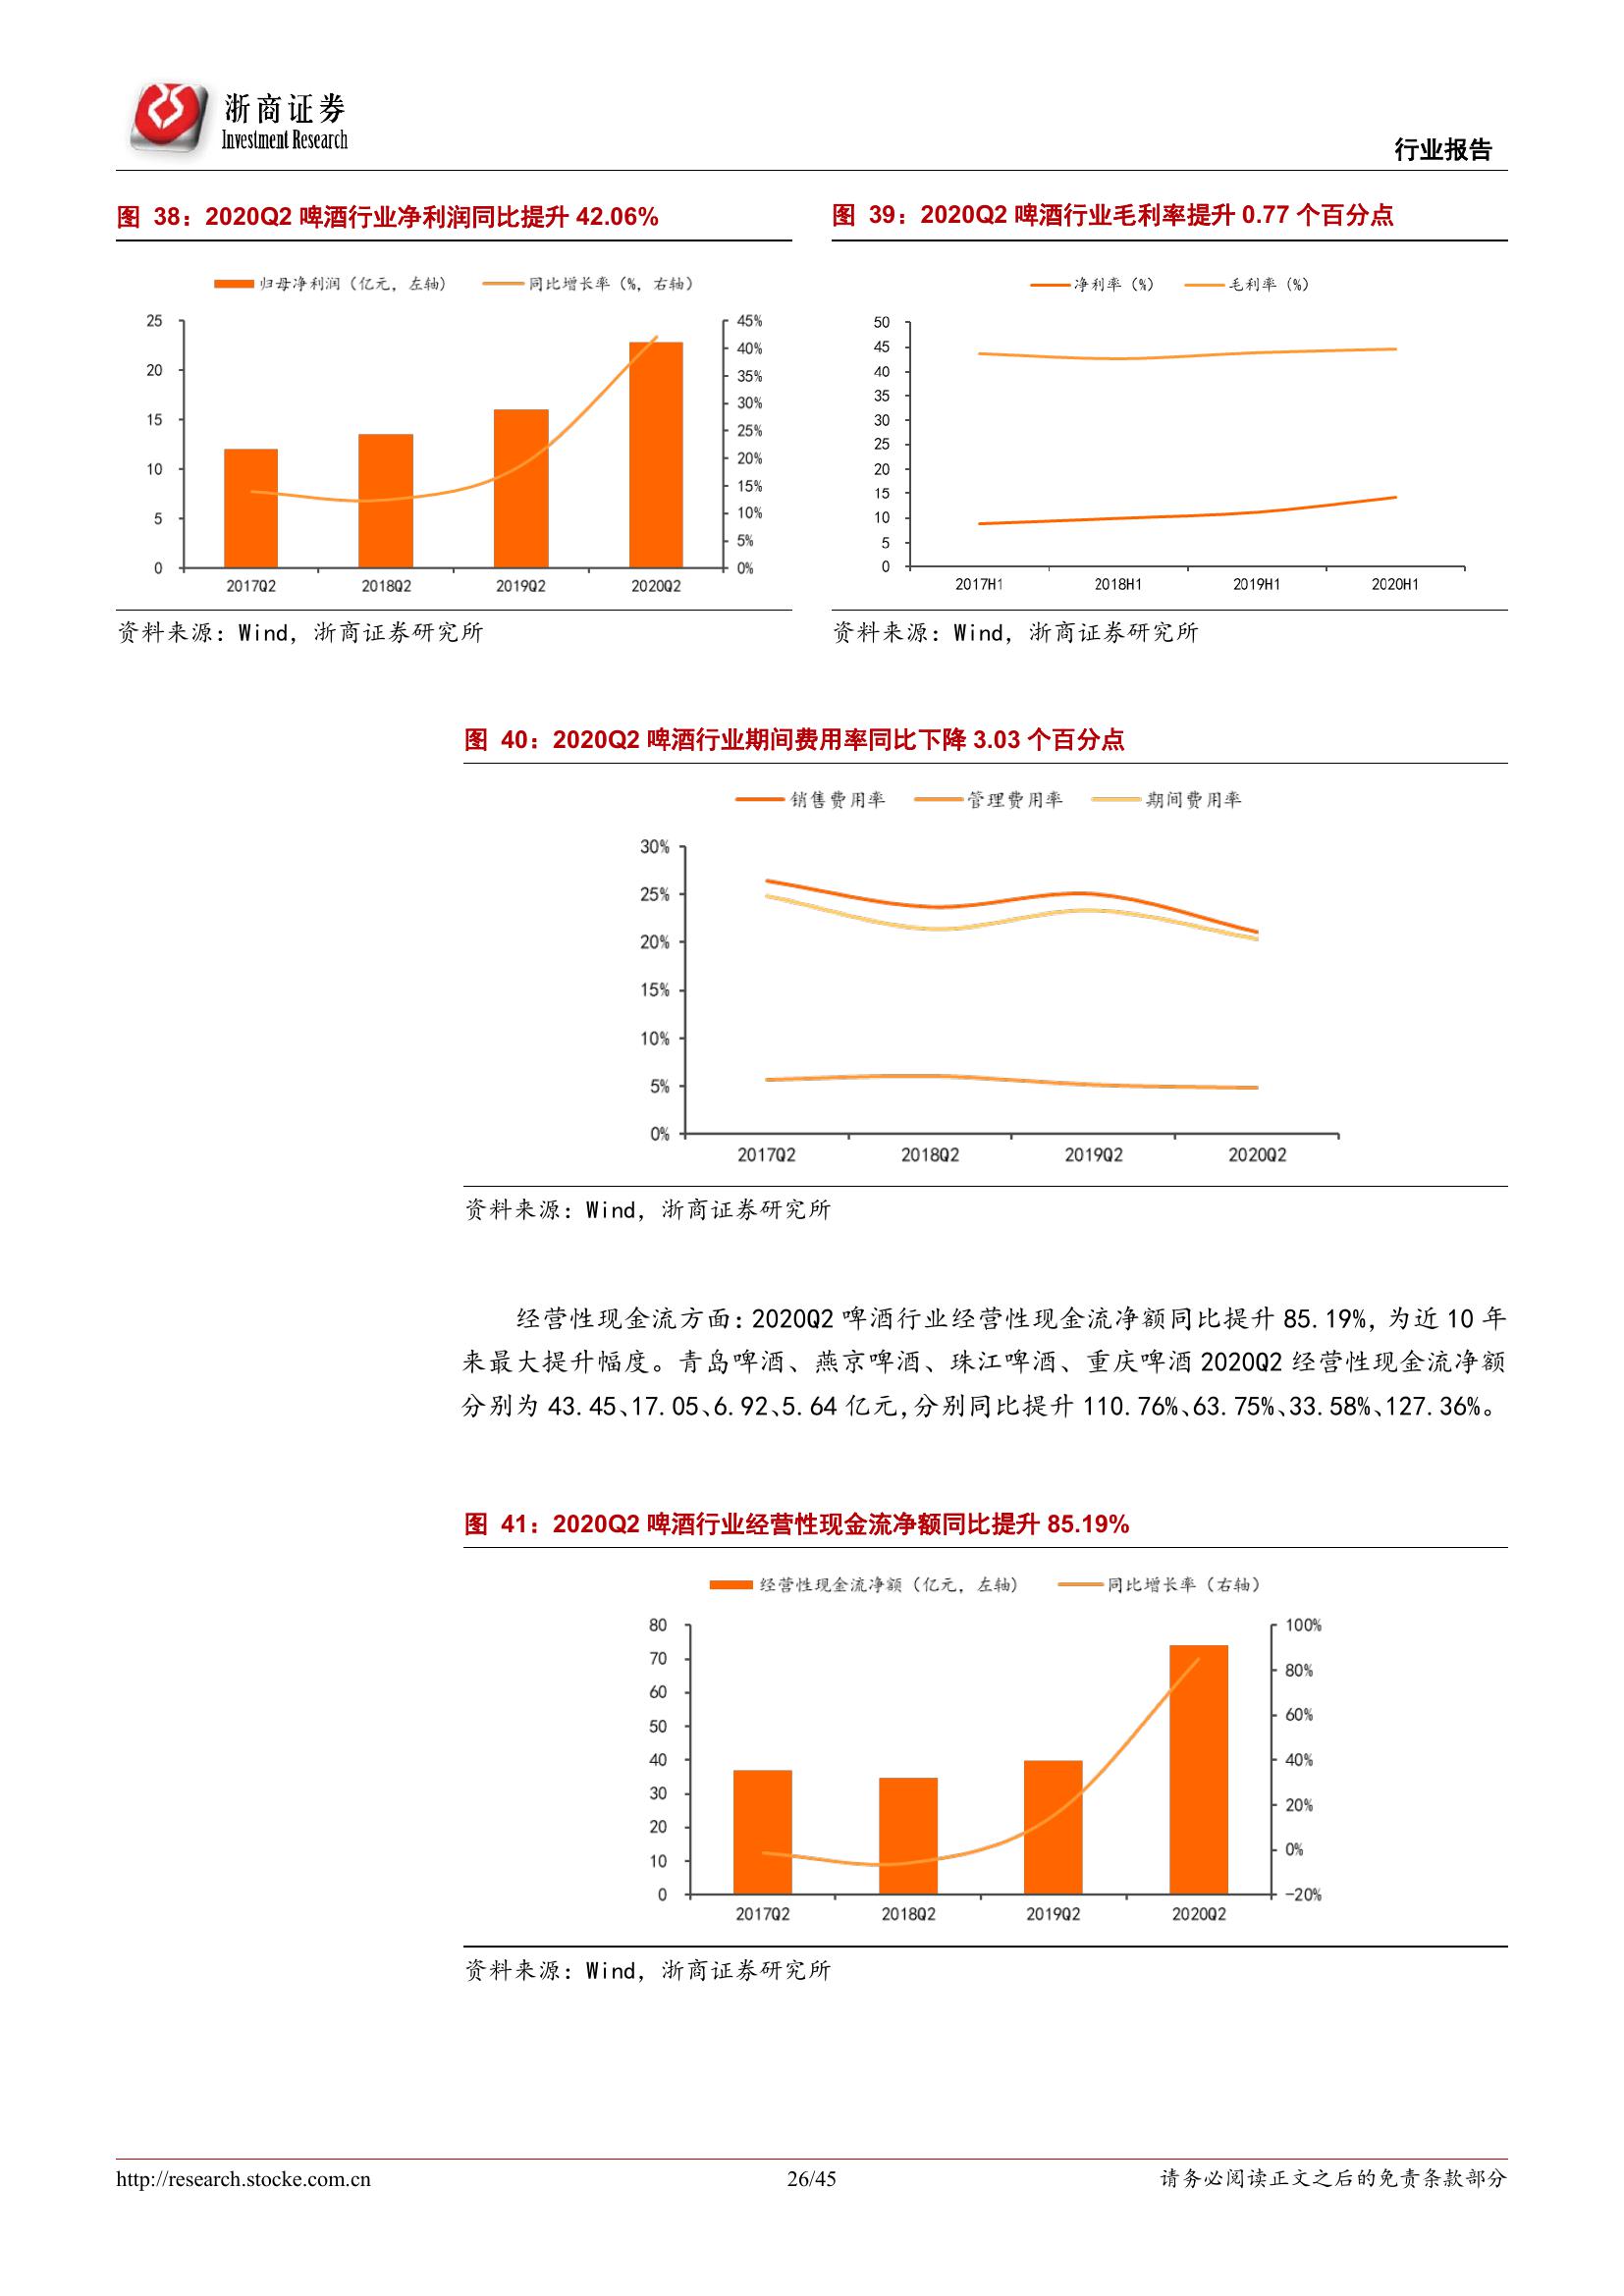 浙商证券
Investment Research
行业报告
图 38：2020Q2 啤酒行业净利润同比提升 42.06%
归母净利润（亿元，左轴） 同比增长率（%，右轴）
25
20
15
10
5
0
45%
40%
35%
30%
25%
20%
15%
10%
5%
0%
2017Q2 2018Q2 2019Q2 2020Q2
资料来源：Wind，浙商证券研究所
图 39：2020Q2 啤酒行业毛利率提升 0.77 个百分点
净利率（%） 毛利率（%）
50
45
40
35
30
25
20
15
10
5
0
2017H1 2018H1 2019H1 2020H1
资料来源：Wind，浙商证券研究所
图 40：2020Q2 啤酒行业期间费用率同比下降 3.03 个百分点
销售费用率 管理费用率 期间费用率
30%
25%
20%
15%
10%
5%
0%
2017Q2 2018Q2 2019Q2 2020Q2
资料来源：Wind，浙商证券研究所
经营性现金流方面：2020Q2 啤酒行业经营性现金流净额同比提升 85.19%，为近 10 年
来最大提升幅度。青岛啤酒、燕京啤酒、珠江啤酒、重庆啤酒 2020Q2 经营性现金流净额
分别为 43.45、17.05、6.92、5.64 亿元，分别同比提升 110.76%、63.75%、33.58%、127.36%。
图 41：2020Q2 啤酒行业经营性现金流净额同比提升 85.19%
经营性现金流净额（亿元，左轴） 同比增长率（右轴）
80
70
60
50
40
30
20
10
0
100%
80%
60%
40%
20%
0%
-20%
2017Q2 2018Q2 2019Q2 2020Q2
资料来源：Wind，浙商证券研究所
http://research.stocke.com.cn 26/45 请务必阅读正文之后的免责条款部分